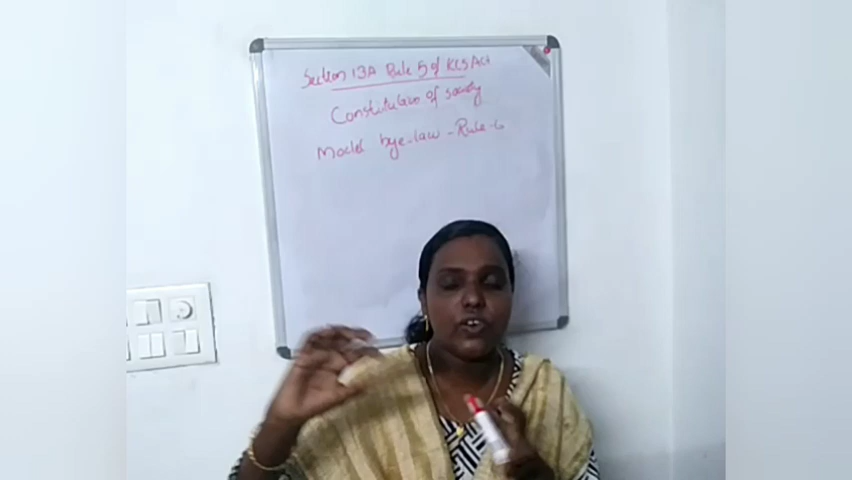 Section 13A Rule 5 of KCS Act
Constitution of society
Model bye-law - Rule-6